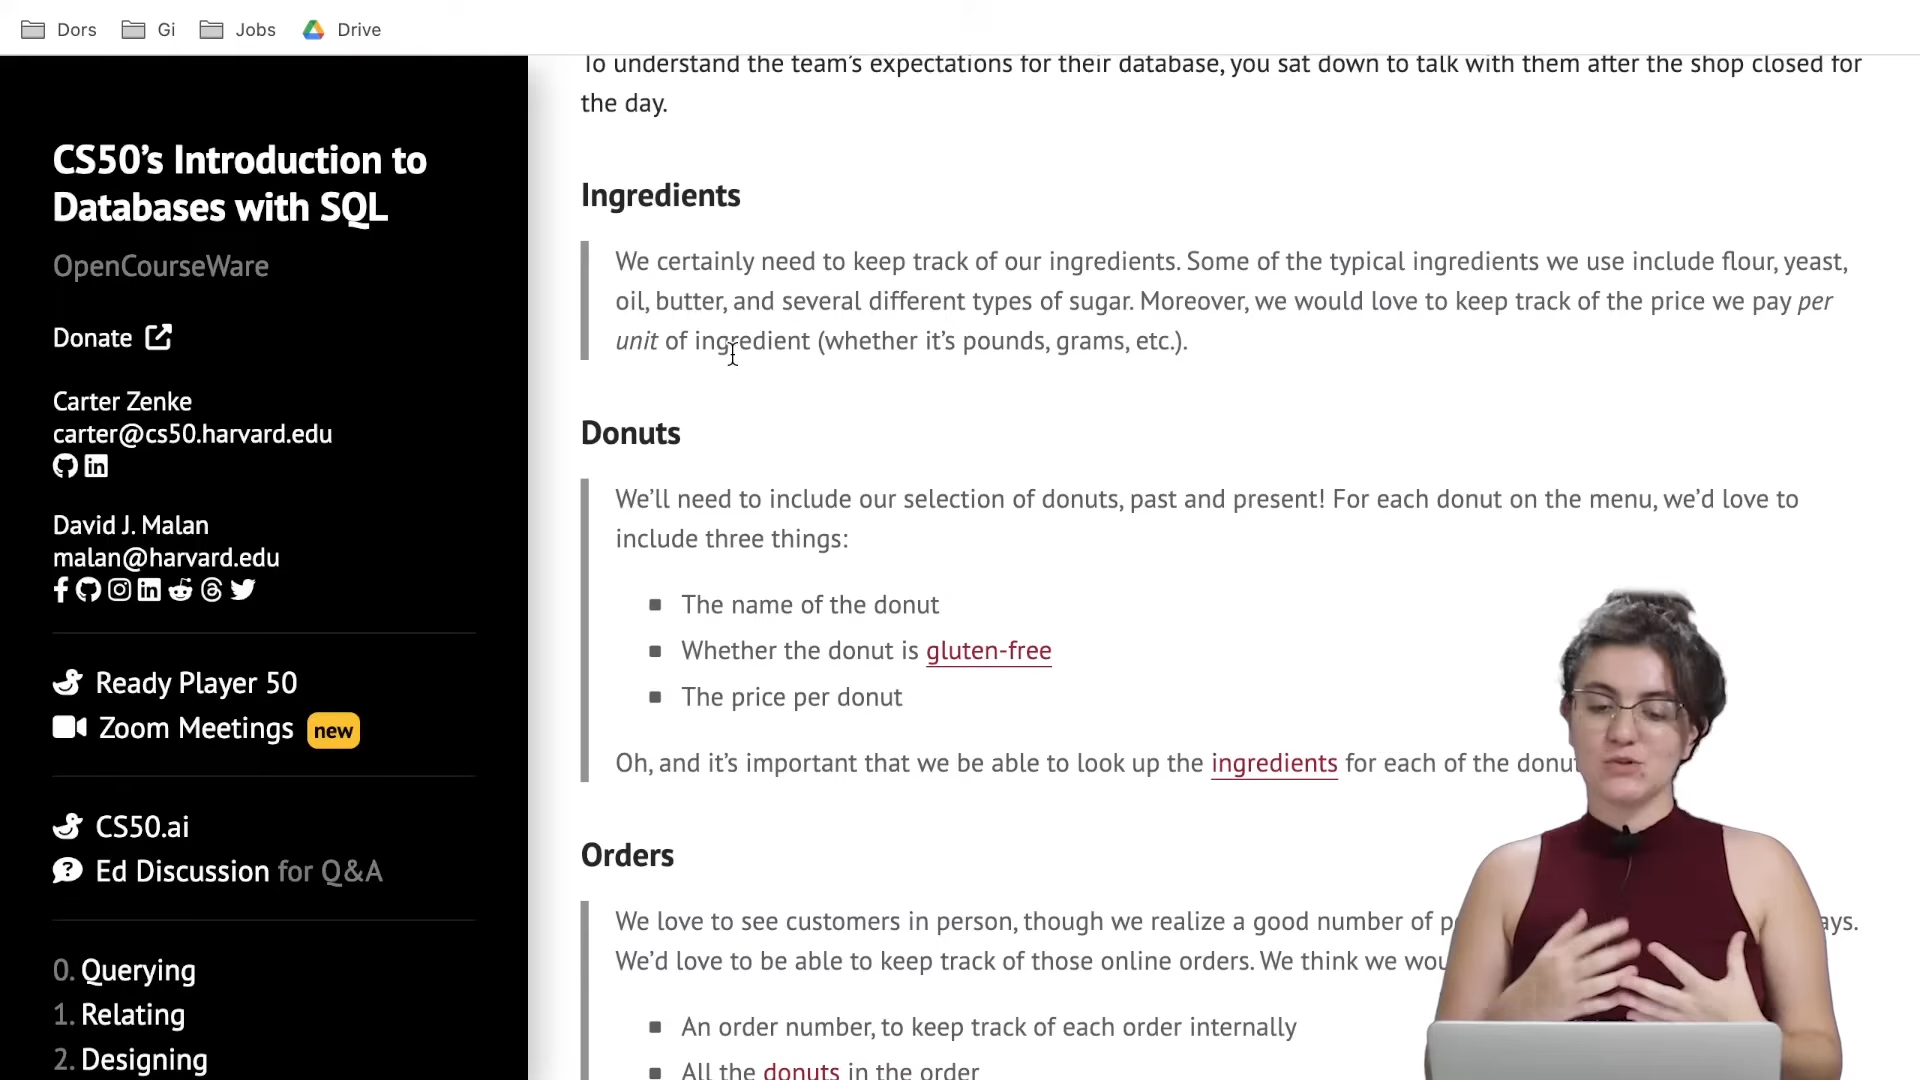 Dors Gi Jobs Drive
CS50’s Introduction to
Databases with SQL
OpenCourseWare
Donate
Carter Zenke
carter@cs50.harvard.edu
David J. Malan
malan@harvard.edu
Ready Player 50
Zoom Meetings new
CS50.ai
Ed Discussion for Q&A
0. Querying
1. Relating
2. Designing
To understand the team’s expectations for their database, you sat down to talk with them after the shop closed for
the day.
Ingredients
We certainly need to keep track of our ingredients. Some of the typical ingredients we use include flour, yeast,
oil, butter, and several different types of sugar. Moreover, we would love to keep track of the price we pay per
unit of ingredient (whether it’s pounds, grams, etc.).
Donuts
We’ll need to include our selection of donuts, past and present! For each donut on the menu, we’d love to
include three things:
The name of the donut
Whether the donut is gluten-free
The price per donut
Oh, and it’s important that we be able to look up the ingredients for each of the
Orders
We love to see customers in person, though we realize a good number of
We’d love to be able to keep track of those online orders. We think we
An order number, to keep track of each order internally
All the donuts in the order